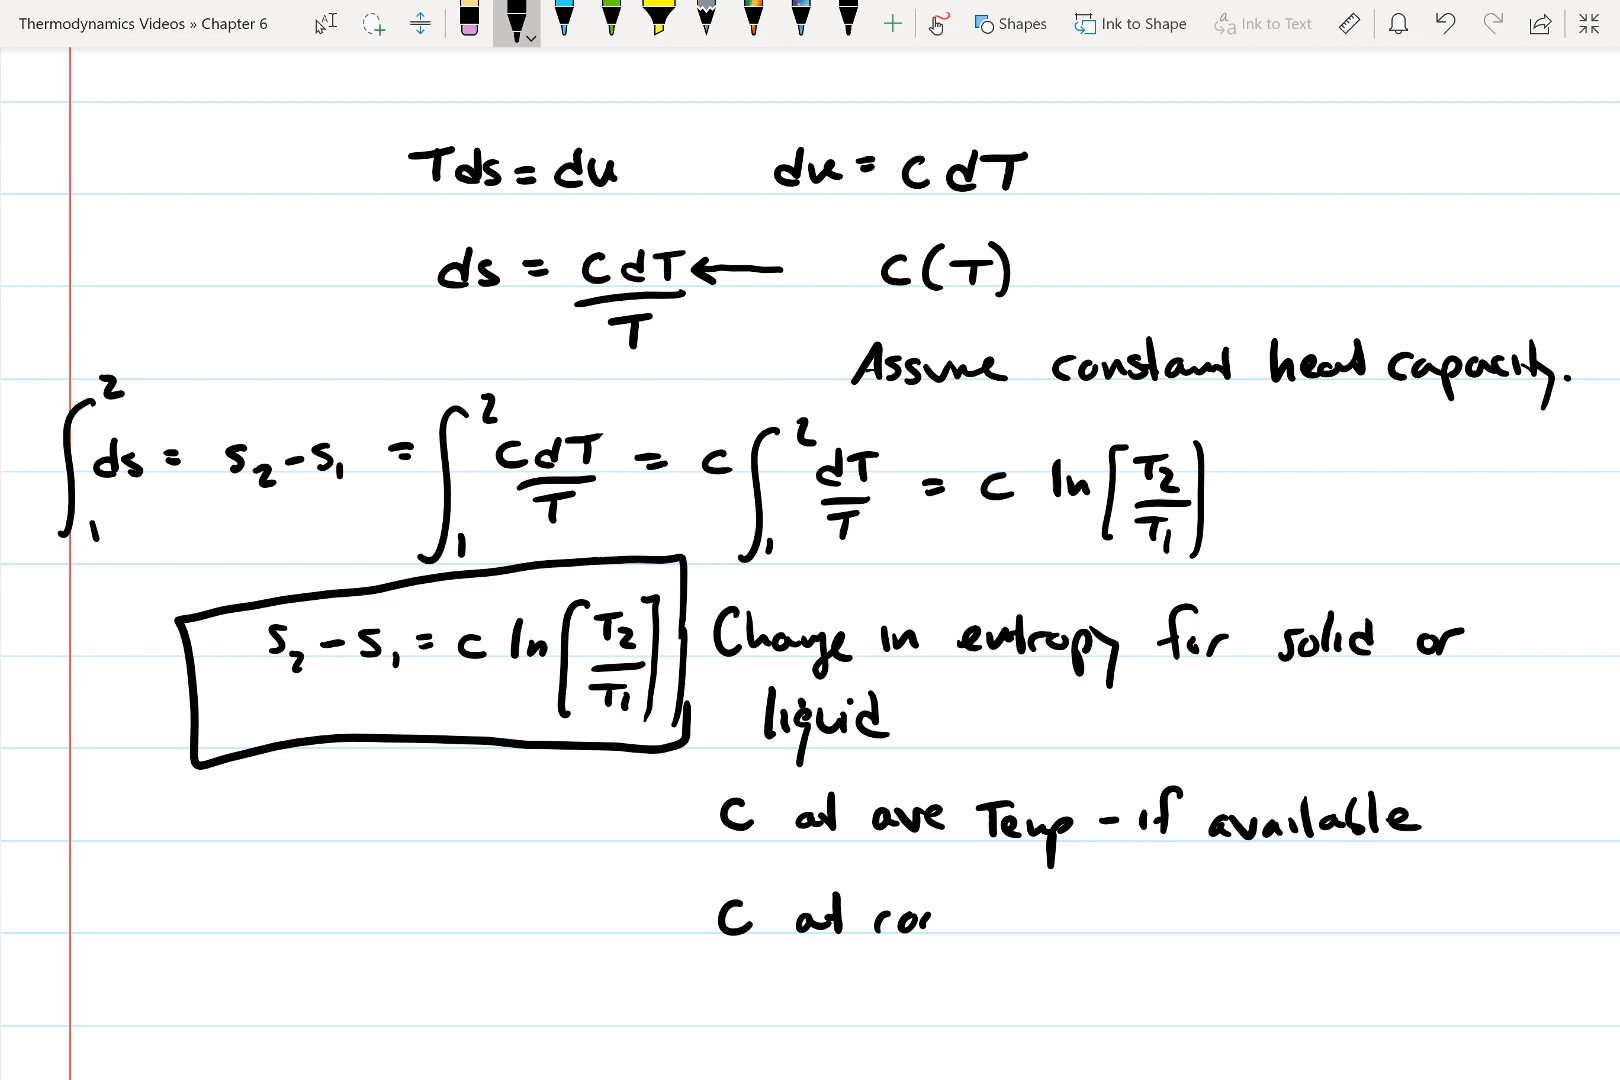 Thermodynamics Videos » Chapter 6
Shapes
Ink to Shape
Ink to Text
Tds = du du = C dT
ds = C dT / T ← C(T)
Assume constant heat capacity.
∫₁² ds = s₂ - s₁ = ∫₁² C dT / T = C ∫₁² dT / T = C ln [T₂ / T₁]
s₂ - s₁ = C ln [T₂ / T₁] Change in entropy for solid or
liquid
C at ave Temp - if available
C at roo